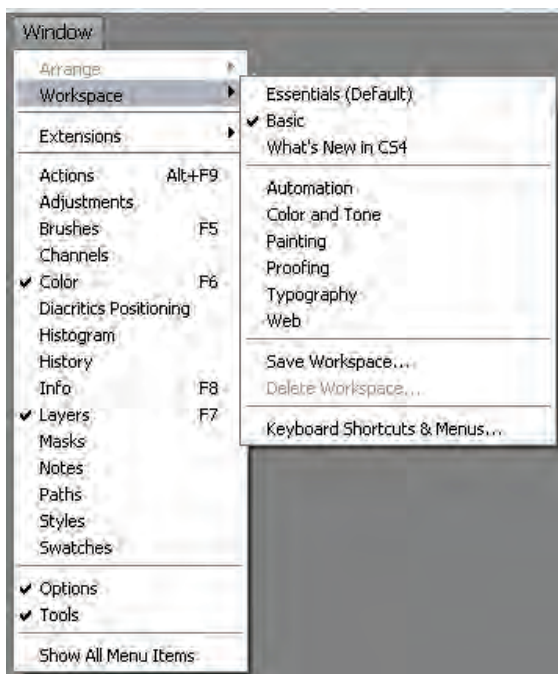 Window
Arrange
Workspace
Extensions
Actions Alt+F9
Adjustments
Brushes F5
Channels
Color F6
Diacritics Positioning
Histogram
History
Info F8
Layers F7
Masks
Notes
Paths
Styles
Swatches
Options
Tools
Show All Menu Items
Essentials (Default)
Basic
What's New in CS4
Automation
Color and Tone
Painting
Proofing
Typography
Web
Save Workspace...
Delete Workspace...
Keyboard Shortcuts & Menus...